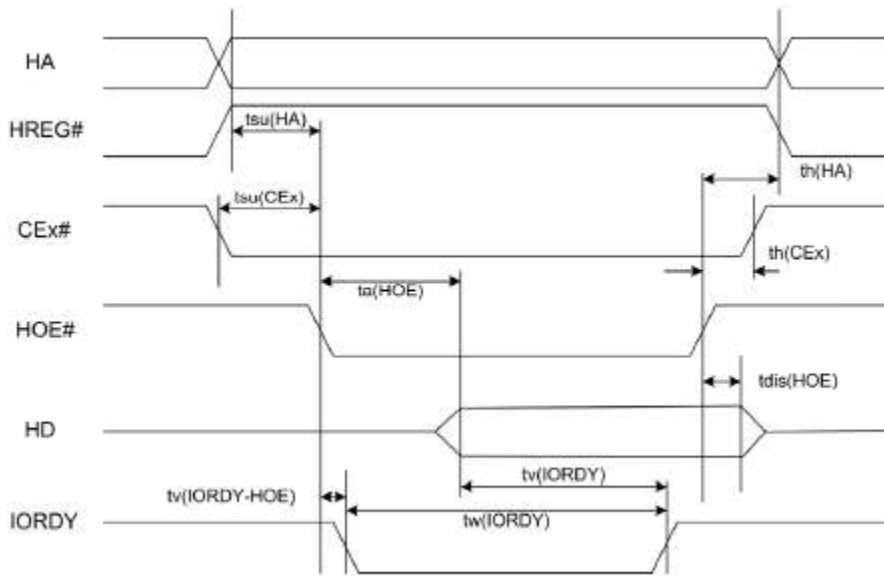 HA
HREG#
tsu(HA)
th(HA)
tsu(CEx)
CEx#
th(CEx)
ta(HOE)
HOE#
tdis(HOE)
HD
tv(IORDY)
tv(IORDY-HOE)
tw(IORDY)
IORDY